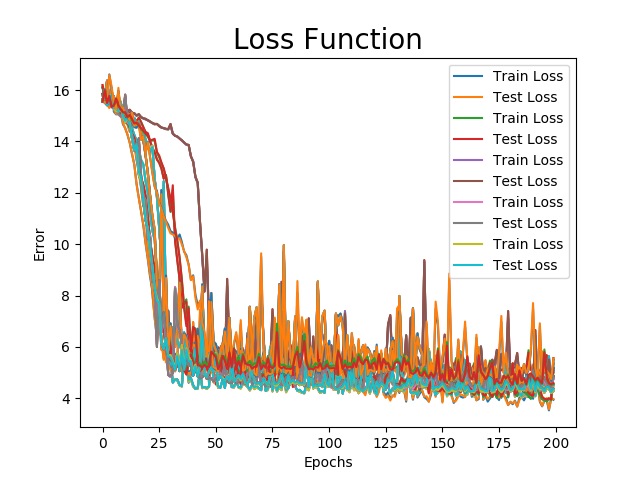 Loss Function
Train Loss
Test Loss
Train Loss
Test Loss
Train Loss
Test Loss
Train Loss
Test Loss
Train Loss
Test Loss
Error
16
14
12
10
8
6
4
0
25
50
75
100
125
150
175
200
Epochs